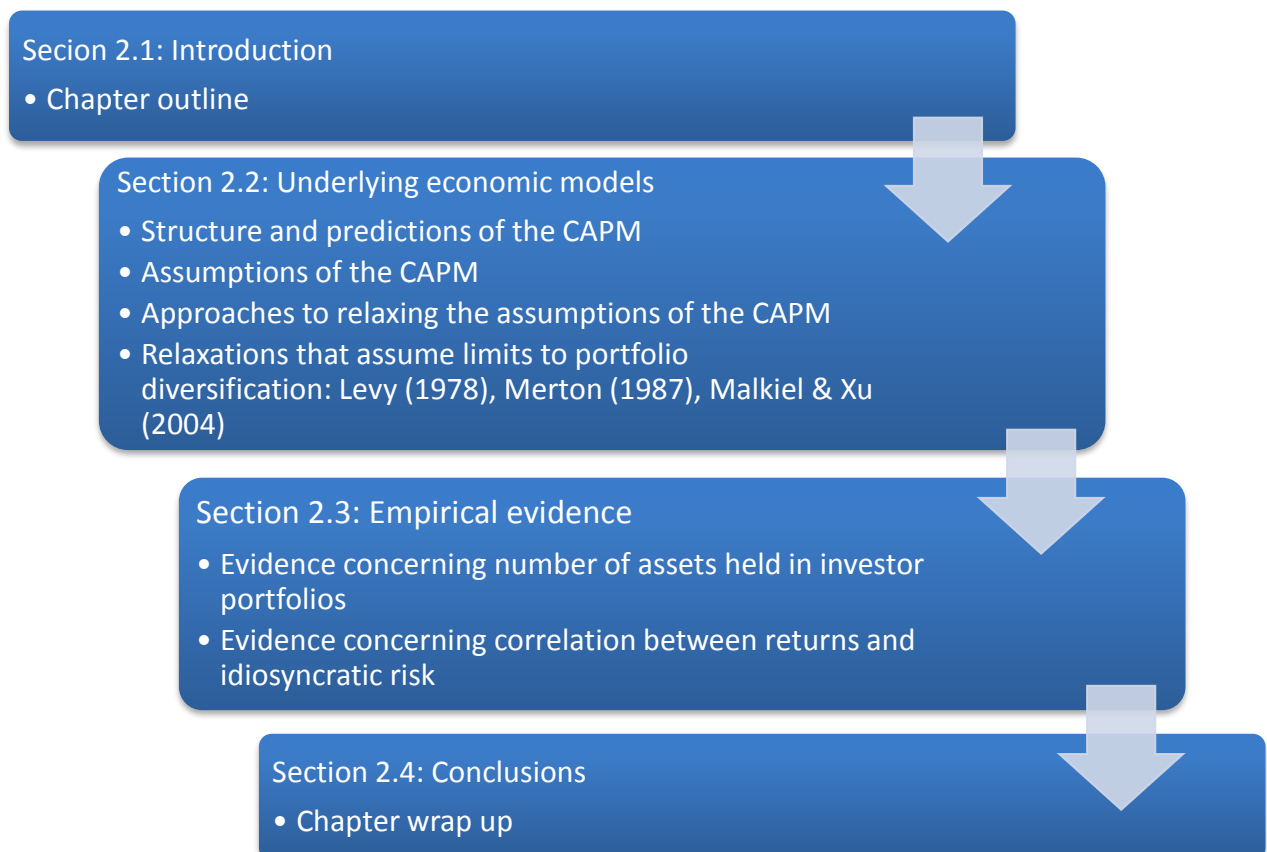 Secion 2.1: Introduction
• Chapter outline
Section 2.2: Underlying economic models
• Structure and predictions of the CAPM
• Assumptions of the CAPM
• Approaches to relaxing the assumptions of the CAPM
• Relaxations that assume limits to portfolio
diversification: Levy (1978), Merton (1987), Malkiel & Xu
(2004)
Section 2.3: Empirical evidence
• Evidence concerning number of assets held in investor
portfolios
• Evidence concerning correlation between returns and
idiosyncratic risk
Section 2.4: Conclusions
• Chapter wrap up